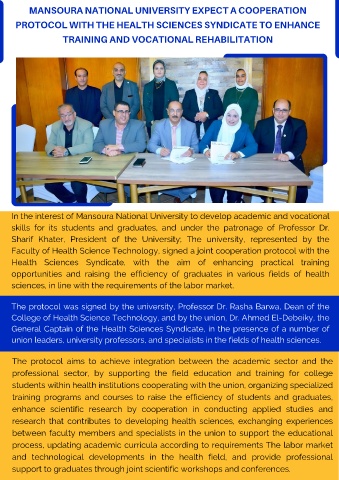 MANSOURA NATIONAL UNIVERSITY EXPECT A COOPERATION
PROTOCOL WITH THE HEALTH SCIENCES SYNDICATE TO ENHANCE
TRAINING AND VOCATIONAL REHABILITATION
In the interest of Mansoura National University to develop academic and vocational
skills for its students and graduates, and under the patronage of Professor Dr.
Sharif Khater, President of the University; The university, represented by the
Faculty of Health Science Technology, signed a joint cooperation protocol with the
Health Sciences Syndicate, with the aim of enhancing practical training
opportunities and raising the efficiency of graduates in various fields of health
sciences, in line with the requirements of the labor market.
The protocol was signed by the university, Professor Dr. Rasha Barwa, Dean of the
College of Health Science Technology, and by the union, Dr. Ahmed El-Debeiky, the
General Captain of the Health Sciences Syndicate, in the presence of a number of
union leaders, university professors, and specialists in the fields of health sciences.
The protocol aims to achieve integration between the academic sector and the
professional sector, by supporting the field education and training for college
students within health institutions cooperating with the union, organizing specialized
training programs and courses to raise the efficiency of students and graduates,
enhance scientific research by cooperation in conducting applied studies and
research that contributes to developing health sciences, exchanging experiences
between faculty members and specialists in the union to support the educational
process, updating academic curricula according to requirements The labor market
and technological developments in the health field, and provide professional
support to graduates through joint scientific workshops and conferences.